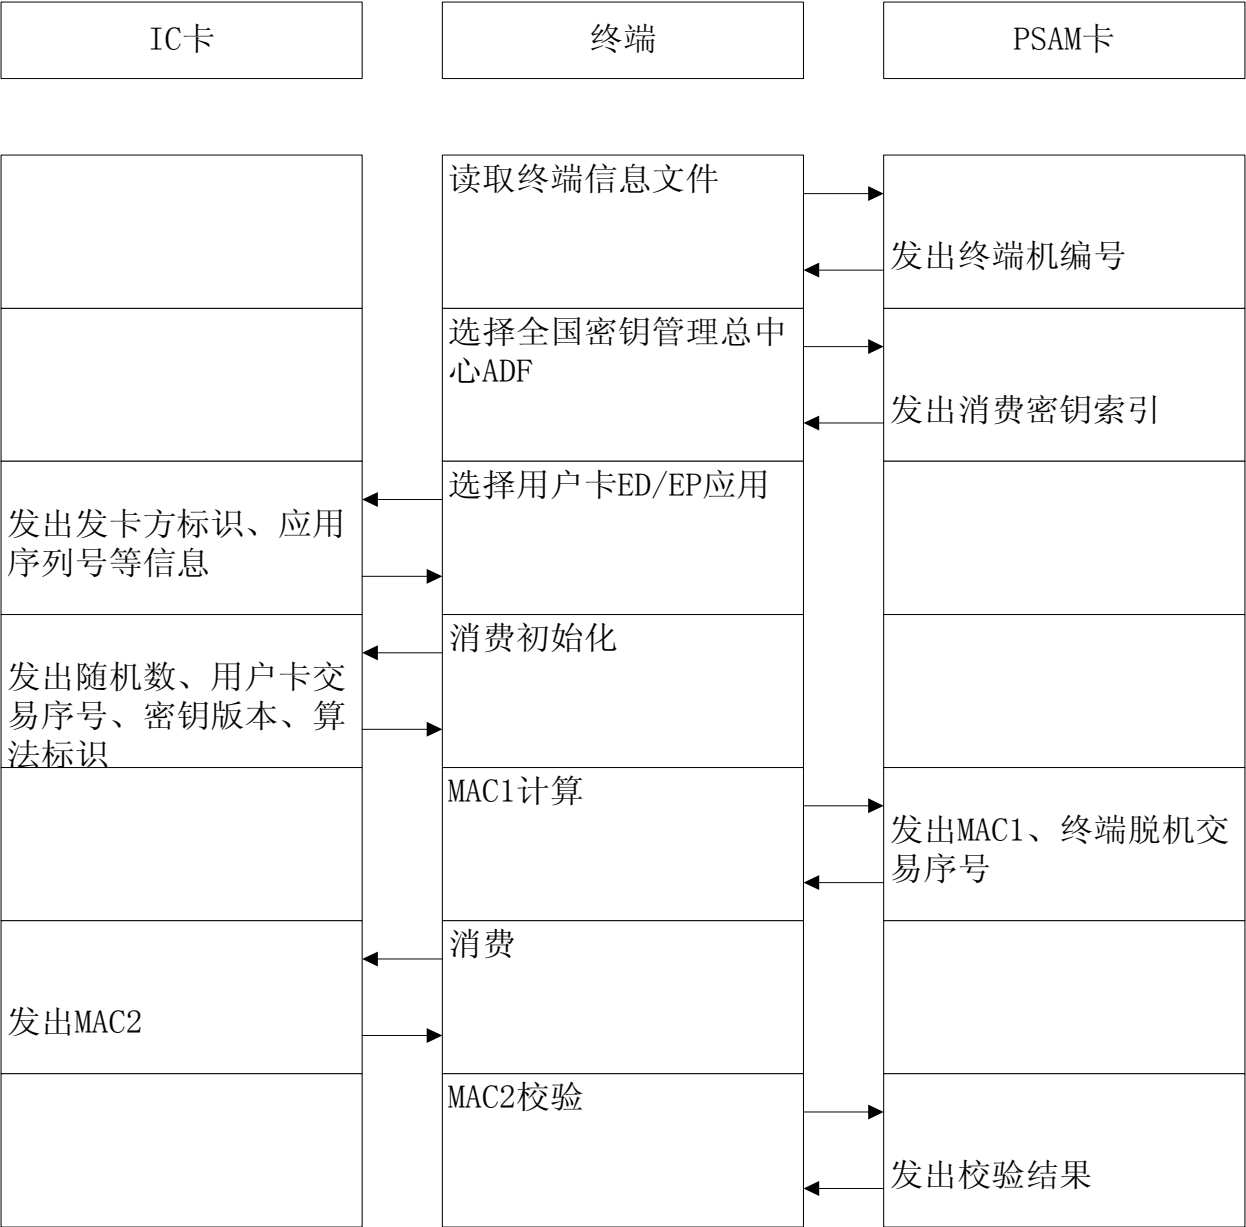 IC卡
终端
PSAM卡
读取终端信息文件
发出终端机编号
选择全国密钥管理总中
心ADF
发出消费密钥索引
选择用户卡ED/EP应用
发出发卡方标识、应用
序列号等信息
消费初始化
发出随机数、用户卡交
易序号、密钥版本、算
法标识
MAC1计算
发出MAC1、终端脱机交
易序号
消费
发出MAC2
MAC2校验
发出校验结果